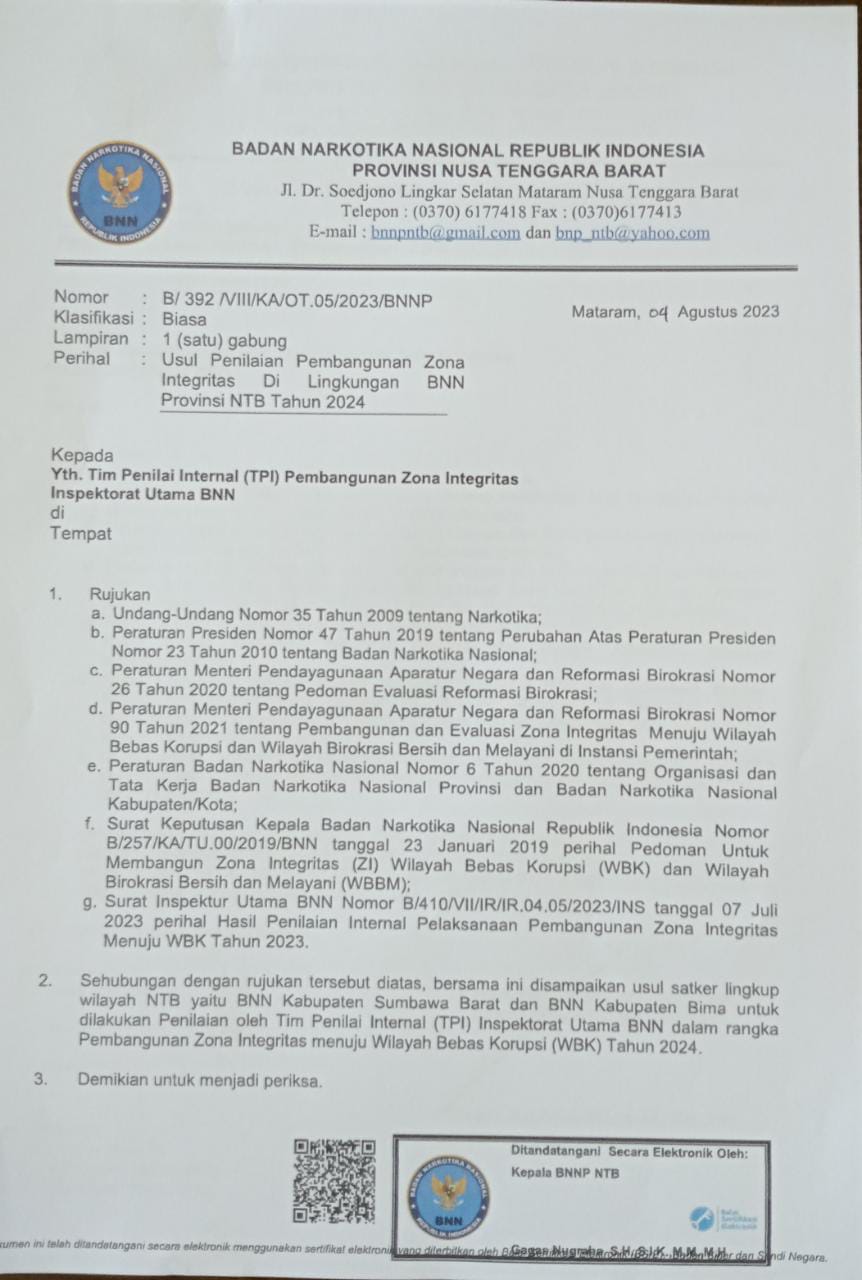 BADAN NARKOTIKA NASIONAL
REPUBLIK INDONESIA
BNN
BADAN NARKOTIKA NASIONAL REPUBLIK INDONESIA
PROVINSI NUSA TENGGARA BARAT
Jl. Dr. Soedjono Lingkar Selatan Mataram Nusa Tenggara Barat
Telepon : (0370) 6177418 Fax : (0370)6177413
E-mail : bnnpntb@gmail.com dan bnp_ntb@yahoo.com
Nomor : B/ 392 /VIII/KA/OT.05/2023/BNNP
Mataram, 04 Agustus 2023
Klasifikasi : Biasa
Lampiran : 1 (satu) gabung
Perihal : Usul Penilaian Pembangunan Zona
Integritas Di Lingkungan BNN
Provinsi NTB Tahun 2024
Kepada
Yth. Tim Penilai Internal (TPI) Pembangunan Zona Integritas
Inspektorat Utama BNN
di
Tempat
1. Rujukan
a. Undang-Undang Nomor 35 Tahun 2009 tentang Narkotika;
b. Peraturan Presiden Nomor 47 Tahun 2019 tentang Perubahan Atas Peraturan Presiden
Nomor 23 Tahun 2010 tentang Badan Narkotika Nasional;
c. Peraturan Menteri Pendayagunaan Aparatur Negara dan Reformasi Birokrasi Nomor
26 Tahun 2020 tentang Pedoman Evaluasi Reformasi Birokrasi;
d. Peraturan Menteri Pendayagunaan Aparatur Negara dan Reformasi Birokrasi Nomor
90 Tahun 2021 tentang Pembangunan dan Evaluasi Zona Integritas Menuju Wilayah
Bebas Korupsi dan Wilayah Birokrasi Bersih dan Melayani di Instansi Pemerintah;
e. Peraturan Badan Narkotika Nasional Nomor 6 Tahun 2020 tentang Organisasi dan
Tata Kerja Badan Narkotika Nasional Provinsi dan Badan Narkotika Nasional
Kabupaten/Kota;
f. Surat Keputusan Kepala Badan Narkotika Nasional Republik Indonesia Nomor
B/257/KA/TU.00/2019/BNN tanggal 23 Januari 2019 perihal Pedoman Untuk
Membangun Zona Integritas (ZI) Wilayah Bebas Korupsi (WBK) dan Wilayah
Birokrasi Bersih dan Melayani (WBBM);
g. Surat Inspektur Utama BNN Nomor B/410/VII/IR/IR.04.05/2023/INS tanggal 07 Juli
2023 perihal Hasil Penilaian Internal Pelaksanaan Pembangunan Zona Integritas
Menuju WBK Tahun 2023.
2. Sehubungan dengan rujukan tersebut diatas, bersama ini disampaikan usul satker lingkup
wilayah NTB yaitu BNN Kabupaten Sumbawa Barat dan BNN Kabupaten Bima untuk
dilakukan Penilaian oleh Tim Penilai Internal (TPI) Inspektorat Utama BNN dalam rangka
Pembangunan Zona Integritas menuju Wilayah Bebas Korupsi (WBK) Tahun 2024.
3. Demikian untuk menjadi periksa.
Ditandatangani Secara Elektronik Oleh:
Kepala BNNP NTB
BADAN NARKOTIKA NASIONAL
REPUBLIK INDONESIA
BNN
Balai
Sertifikasi
Elektronik
Gagan Nugraha, S.H, S.I.K, M.M, M.H
kumen ini telah ditandatangani secara elektronik menggunakan sertifikat elektronik yang diterbitkan oleh dan Sandi Negara.